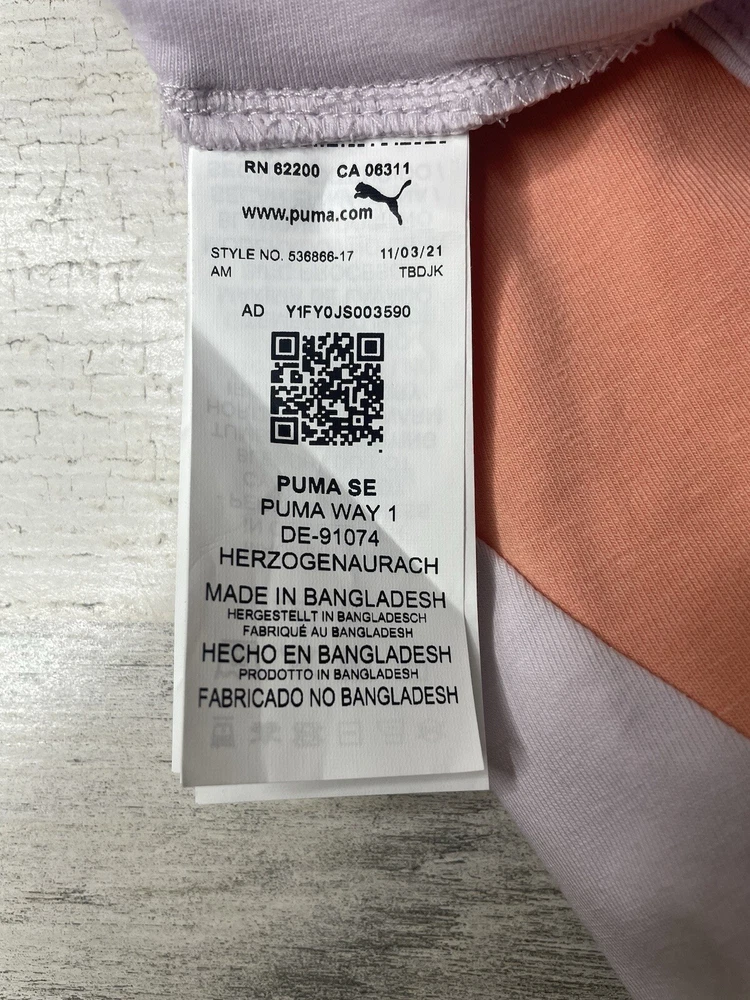 RN 62200 CA 06311
www.puma.com
STYLE NO. 536866-17 11/03/21
AM TBDJK
AD Y1FY0JS003590
PUMA SE
PUMA WAY 1
DE-91074
HERZOGENAURACH
MADE IN BANGLADESH
HERGESTELLT IN BANGLADESCH
FABRIQUÉ AU BANGLADESH
HECHO EN BANGLADESH
PRODOTTO IN BANGLADESH
FABRICADO NO BANGLADESH